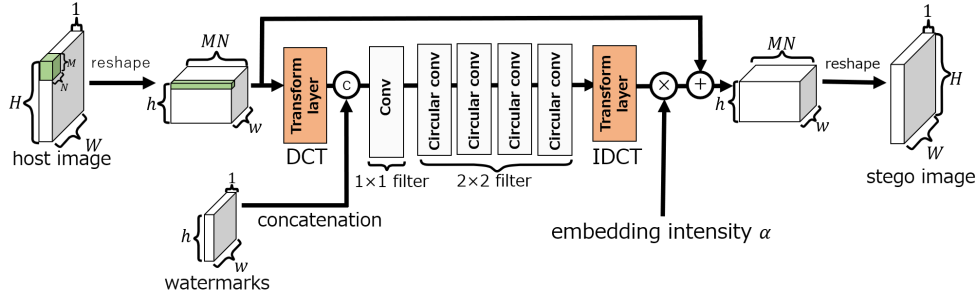 1
M
N
H
W
host image
reshape
MN
h
w
Transform layer
DCT
C
Conv
1×1 filter
Circular conv
Circular conv
Circular conv
Circular conv
2×2 filter
Transform layer
IDCT
×
+
MN
h
w
reshape
1
H
W
stego image
1
h
w
watermarks
concatenation
embedding intensity α